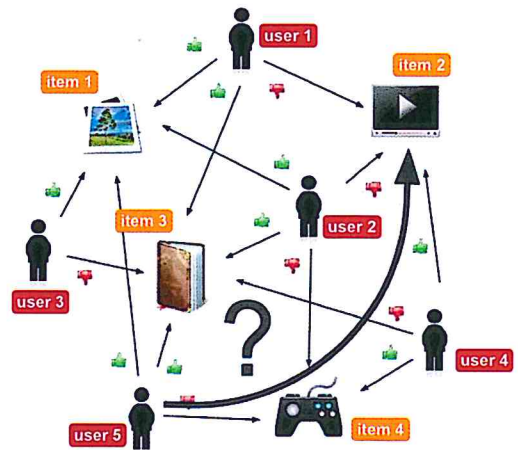 user 1
item 1
item 2
item 3
user 2
user 3
?
user 4
user 5
item 4